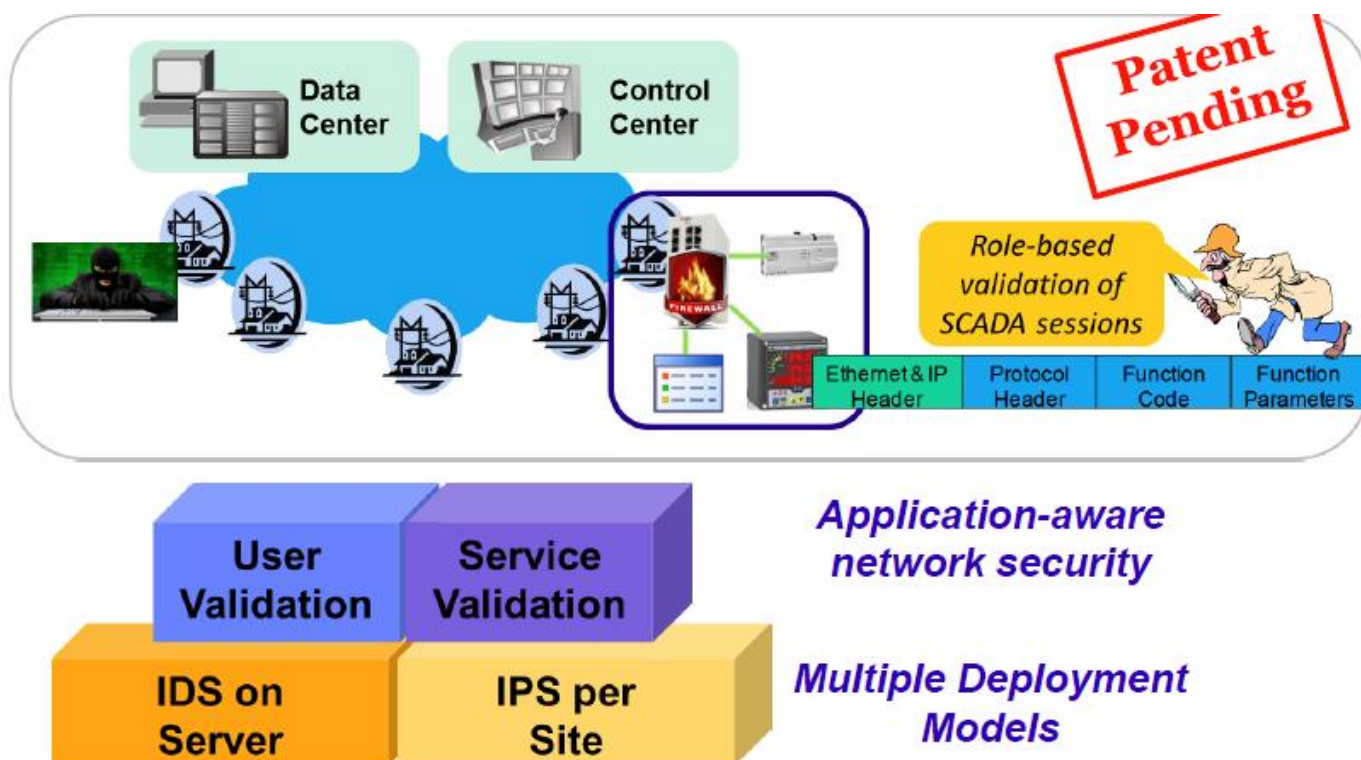 Patent
Pending
Data
Center
Control
Center
Role-based
validation of
SCADA sessions
FIREWALL
Ethernet & IP
Header
Protocol
Header
Function
Code
Function
Parameters
User
Validation
Service
Validation
Application-aware
network security
IDS on
Server
IPS per
Site
Multiple Deployment
Models